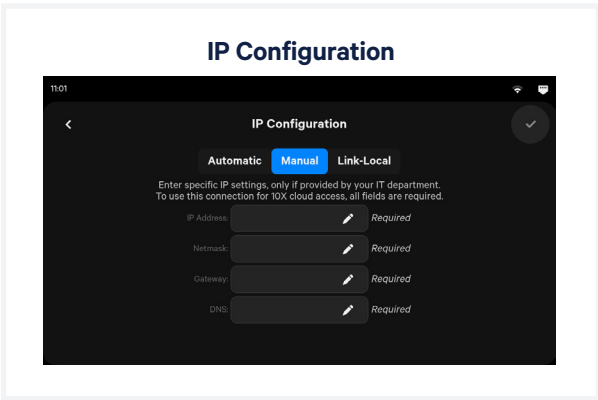 IP Configuration
11:01
IP Configuration
Automatic Manual Link-Local
Enter specific IP settings, only if provided by your IT department.
To use this connection for 10X cloud access, all fields are required.
IP Address: Required
Netmask: Required
Gateway: Required
DNS: Required